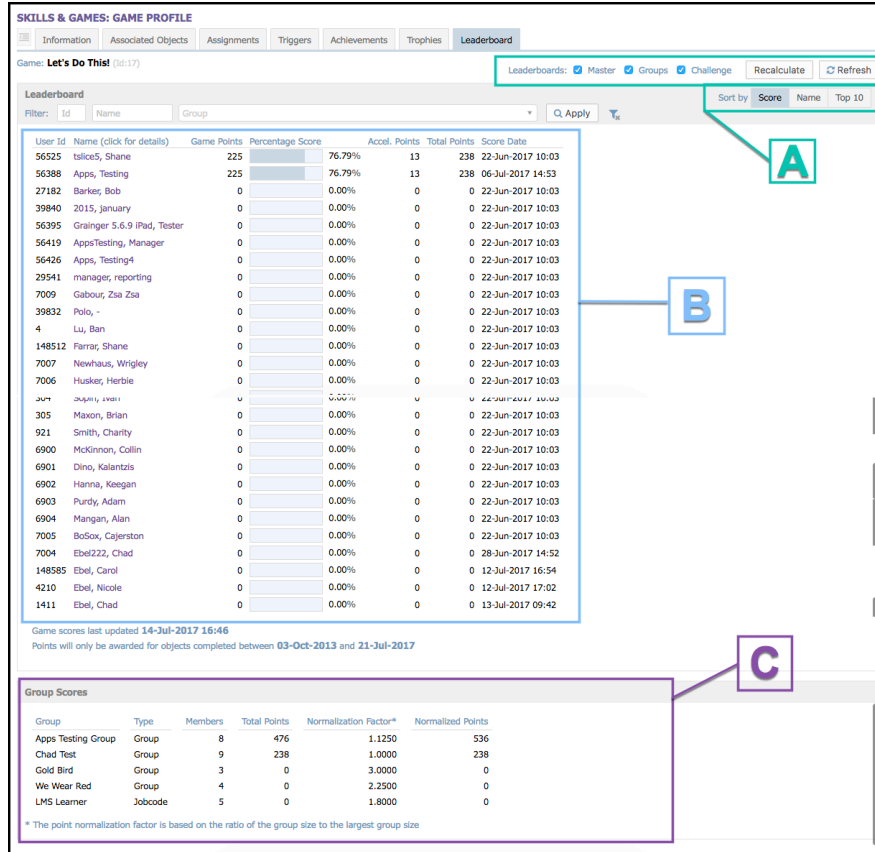 SKILLS & GAMES: GAME PROFILE
Information Associated Objects Assignments Triggers Achievements Trophies Leaderboard
Game: Let's Do This! (Id:17)
Leaderboards: Master Groups Challenge Recalculate Refresh
Leaderboard
Sort by Score Name Top 10
Filter: Id Name Group Apply
A
User Id Name (click for details) Game Points Percentage Score Accel. Points Total Points Score Date
56525 tslice5, Shane 225 76.79% 13 238 22-Jun-2017 10:03
56388 Apps, Testing 225 76.79% 13 238 06-Jul-2017 14:53
27182 Barker, Bob 0 0.00% 0 0 22-Jun-2017 10:03
39840 2015, january 0 0.00% 0 0 22-Jun-2017 10:03
56395 Grainger 5.6.9 iPad, Tester 0 0.00% 0 0 22-Jun-2017 10:03
56419 AppsTesting, Manager 0 0.00% 0 0 22-Jun-2017 10:03
56426 Apps, Testing4 0 0.00% 0 0 22-Jun-2017 10:03
29541 manager, reporting 0 0.00% 0 0 22-Jun-2017 10:03
7009 Gabour, Zsa Zsa 0 0.00% 0 0 22-Jun-2017 10:03
B
39832 Polo, - 0 0.00% 0 0 22-Jun-2017 10:03
4 Lu, Ban 0 0.00% 0 0 22-Jun-2017 10:03
148512 Farrar, Shane 0 0.00% 0 0 22-Jun-2017 10:03
7007 Newhaus, Wrigley 0 0.00% 0 0 22-Jun-2017 10:03
7006 Husker, Herbie 0 0.00% 0 0 22-Jun-2017 10:03
304 Sopin, Ivan 0 0.00% 0 0 22-Jun-2017 10:03
305 Maxon, Brian 0 0.00% 0 0 22-Jun-2017 10:03
921 Smith, Charity 0 0.00% 0 0 22-Jun-2017 10:03
6900 McKinnon, Collin 0 0.00% 0 0 22-Jun-2017 10:03
6901 Dino, Kalantzis 0 0.00% 0 0 22-Jun-2017 10:03
6902 Hanna, Keegan 0 0.00% 0 0 22-Jun-2017 10:03
6903 Purdy, Adam 0 0.00% 0 0 22-Jun-2017 10:03
6904 Mangan, Alan 0 0.00% 0 0 22-Jun-2017 10:03
7005 BoSox, Cajerston 0 0.00% 0 0 22-Jun-2017 10:03
7004 Ebel222, Chad 0 0.00% 0 0 28-Jun-2017 14:52
148585 Ebel, Carol 0 0.00% 0 0 12-Jul-2017 16:54
4210 Ebel, Nicole 0 0.00% 0 0 12-Jul-2017 17:02
1411 Ebel, Chad 0 0.00% 0 0 13-Jul-2017 09:42
Game scores last updated 14-Jul-2017 16:46
Points will only be awarded for objects completed between 03-Oct-2013 and 21-Jul-2017
C
Group Scores
Group Type Members Total Points Normalization Factor* Normalized Points
Apps Testing Group Group 8 476 1.1250 536
Chad Test Group 9 238 1.0000 238
Gold Bird Group 3 0 3.0000 0
We Wear Red Group 4 0 2.2500 0
LMS Learner Jobcode 5 0 1.8000 0
* The point normalization factor is based on the ratio of the group size to the largest group size